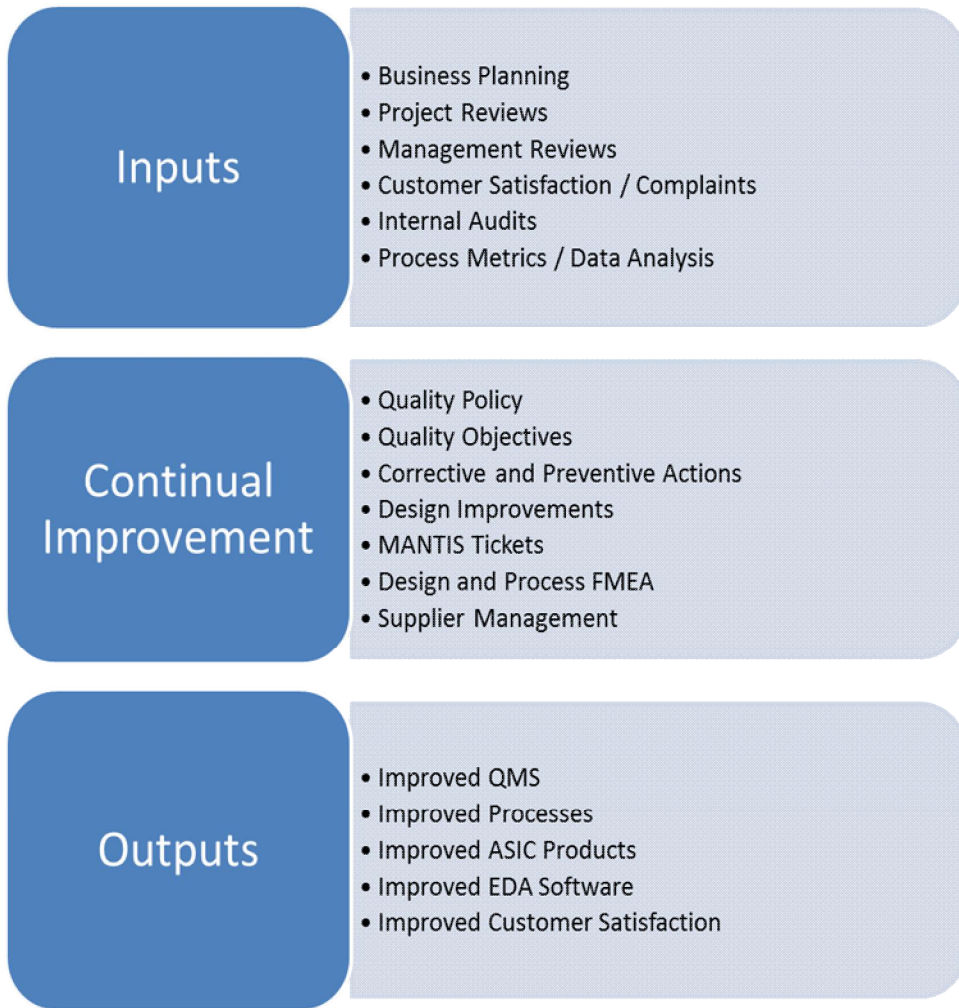 Inputs
• Business Planning
• Project Reviews
• Management Reviews
• Customer Satisfaction / Complaints
• Internal Audits
• Process Metrics / Data Analysis
Continual
Improvement
• Quality Policy
• Quality Objectives
• Corrective and Preventive Actions
• Design Improvements
• MANTIS Tickets
• Design and Process FMEA
• Supplier Management
Outputs
• Improved QMS
• Improved Processes
• Improved ASIC Products
• Improved EDA Software
• Improved Customer Satisfaction